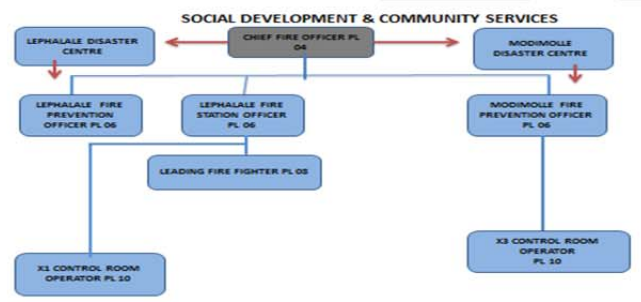 SOCIAL DEVELOPMENT & COMMUNITY SERVICES
LEPHALALE DISASTER
CENTRE
CHIEF FIRE OFFICER PL
04
MODIMOLLE
DISASTER CENTRE
LEPHALALE FIRE
PREVENTION
OFFICER PL 06
LEPHALALE FIRE
STATION OFFICER
PL 06
MODIMOLLE FIRE
PREVENTION OFFICER
PL 06
LEADING FIRE FIGHTER PL 08
X1 CONTROL ROOM
OPERATOR PL 10
X3 CONTROL ROOM
OPERATOR
PL 10